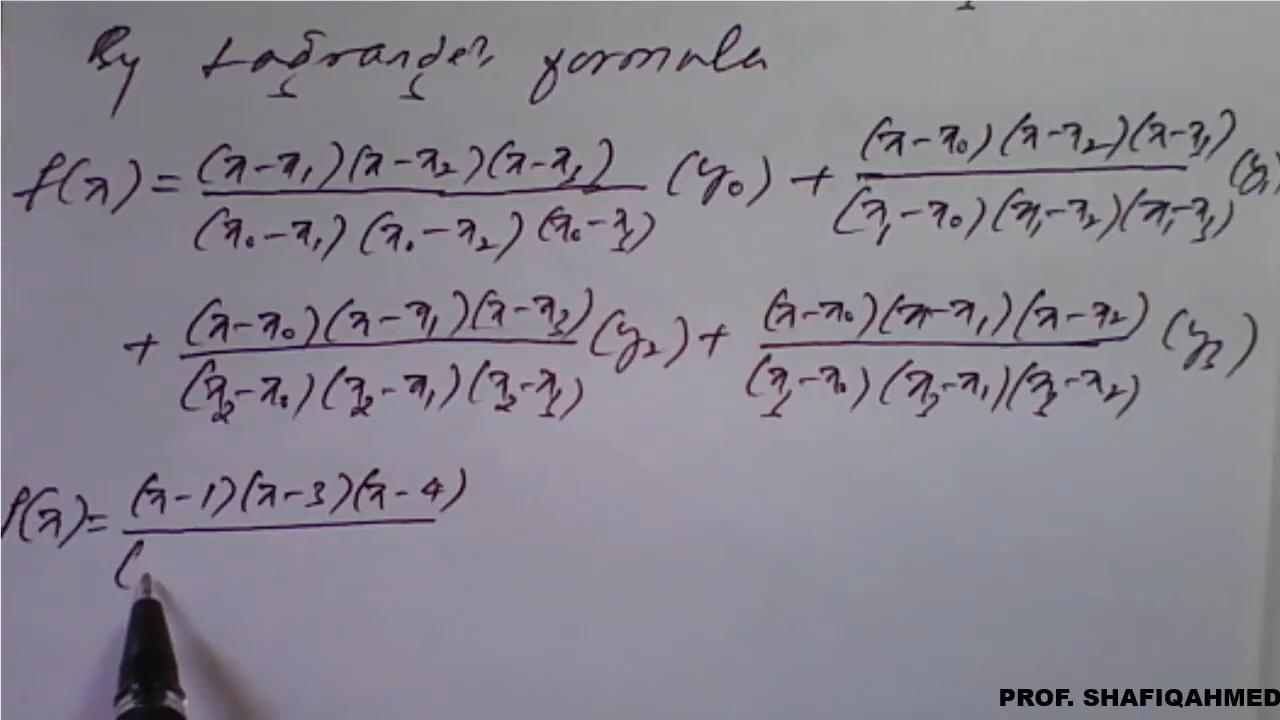 By Lagranges formula
f(x) = (x-x₁)(x-x₂)(x-x₃) / (x₀-x₁)(x₀-x₂)(x₀-x₃) (y₀) + (x-x₀)(x-x₂)(x-x₃) / (x₁-x₀)(x₁-x₂)(x₁-x₃) (y₁
+ (x-x₀)(x-x₁)(x-x₃) / (x₂-x₀)(x₂-x₁)(x₂-x₃) (y₂) + (x-x₀)(x-x₁)(x-x₂) / (x₃-x₀)(x₃-x₁)(x₃-x₂) (y₃)
f(x) = (x-1)(x-3)(x-4) / (
PROF. SHAFIQAHMED